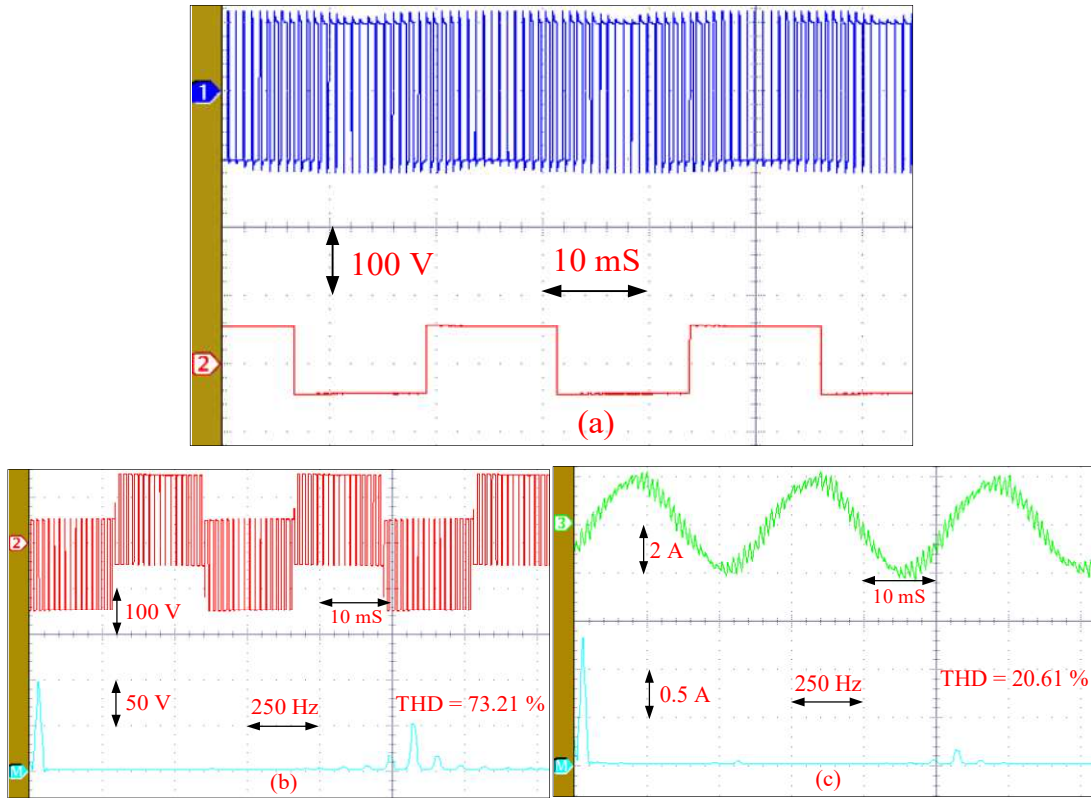 1
100 V
10 mS
2
(a)
2
100 V
10 mS
50 V
250 Hz
THD = 73.21 %
M
(b)
3
2 A
10 mS
0.5 A
250 Hz
THD = 20.61 %
M
(c)